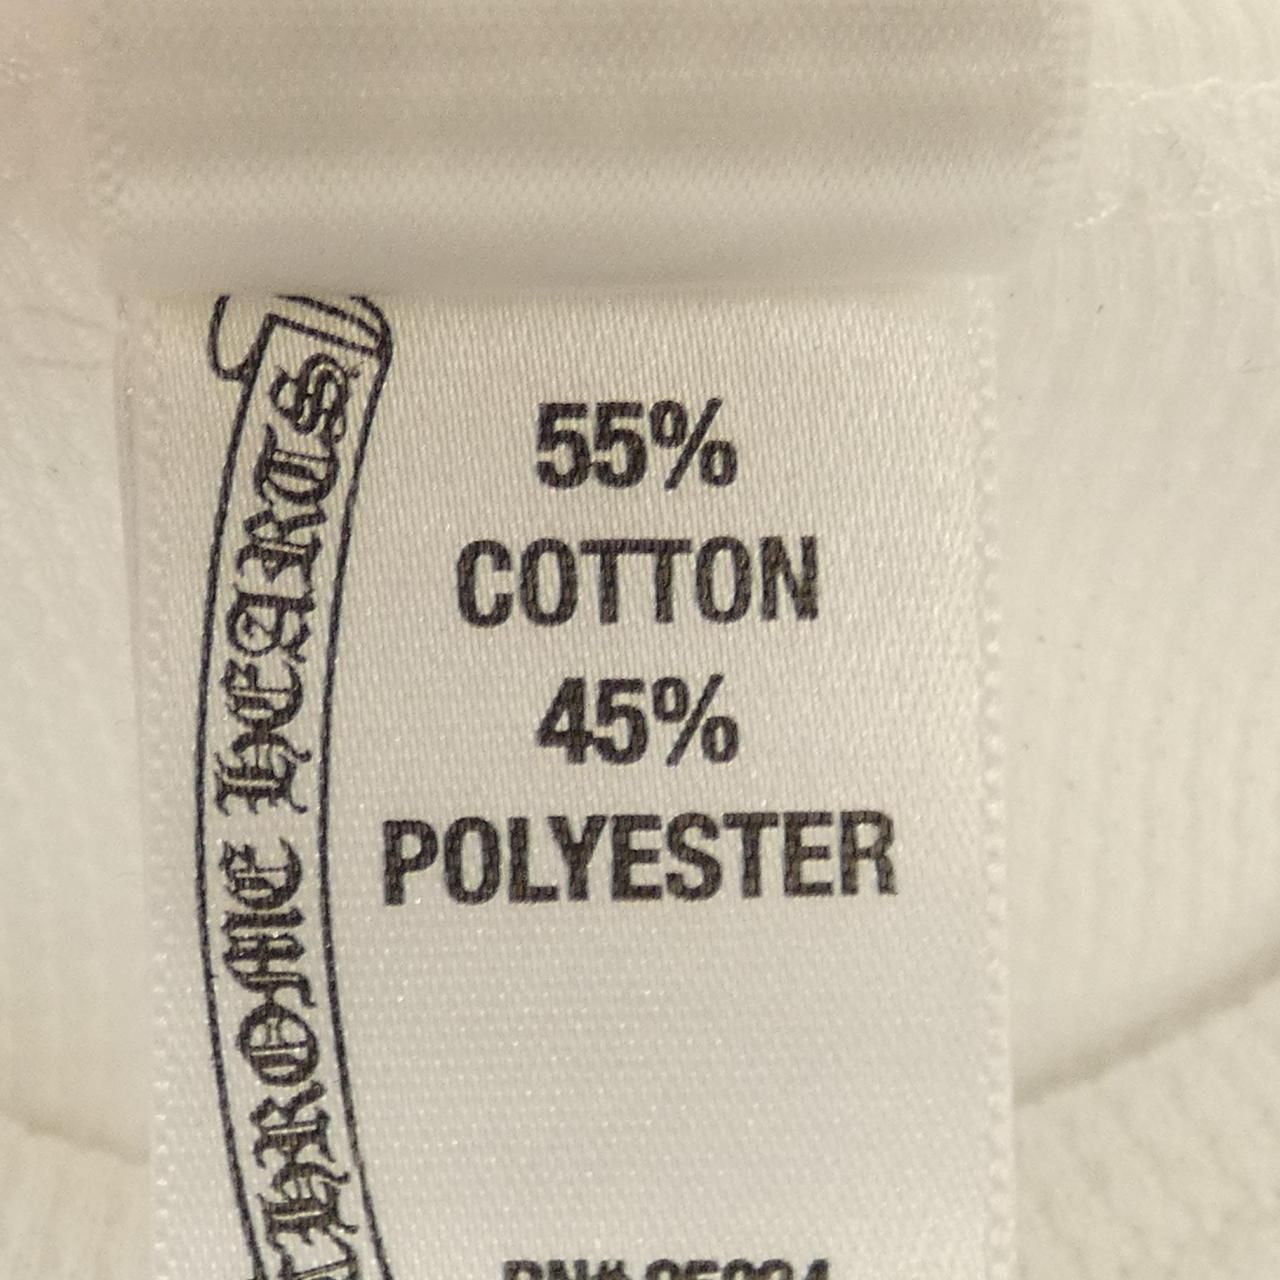 CHROME HEARTS
55%
COTTON
45%
POLYESTER